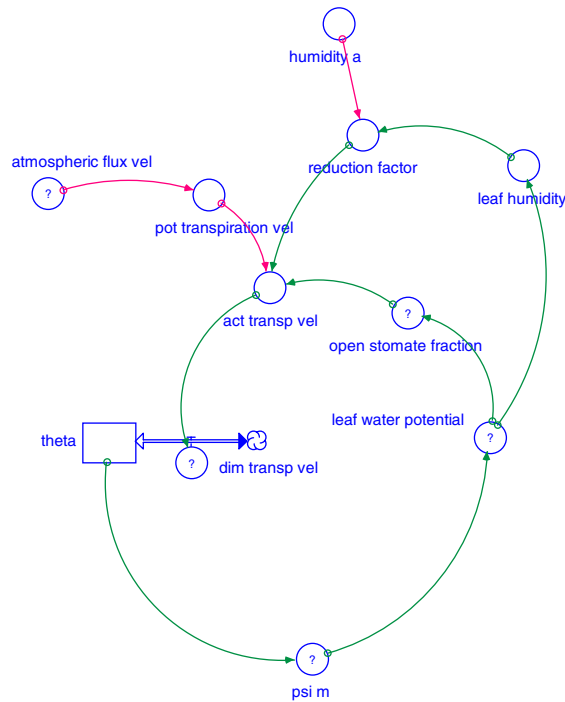 humidity a
atmospheric flux vel
reduction factor
?
leaf humidity
pot transpiration vel
act transp vel
?
open stomate fraction
leaf water potential
?
theta
?
dim transp vel
?
psi m